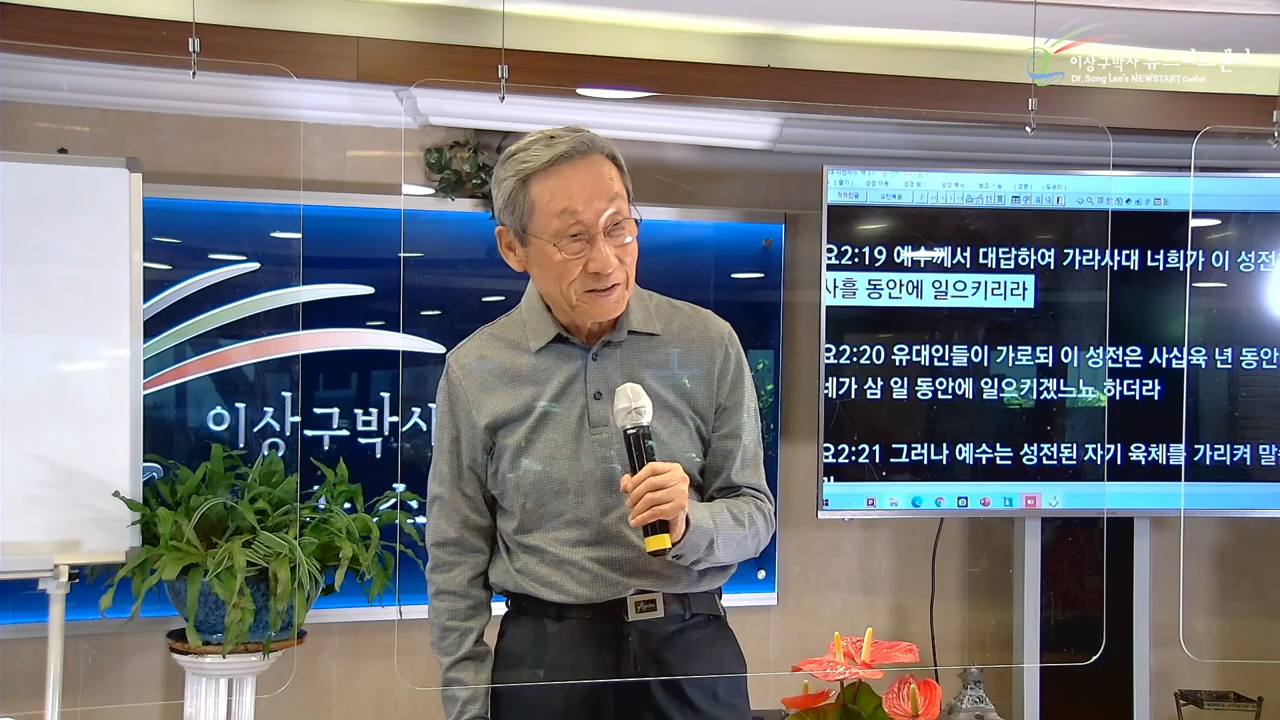 이상구박사 뉴스타트센터
Dr. Sang Lee's NEWSTART Center
요2:19 예수께서 대답하여 가라사대 너희가 이 성전
사흘 동안에 일으키리라
요2:20 유대인들이 가로되 이 성전은 사십육 년 동안
네가 삼 일 동안에 일으키겠느뇨 하더라
요2:21 그러나 예수는 성전된 자기 육체를 가리켜 말
이상구박사